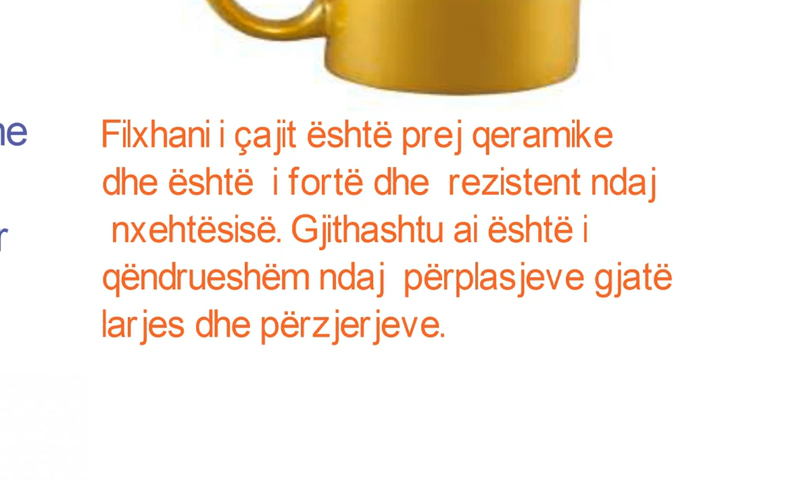 Filxhani i çajit është prej qeramike
dhe është i fortë dhe rezistent ndaj
nxehtësisë. Gjithashtu ai është i
qëndrueshëm ndaj përplasjeve gjatë
larjes dhe përzjerjeve.